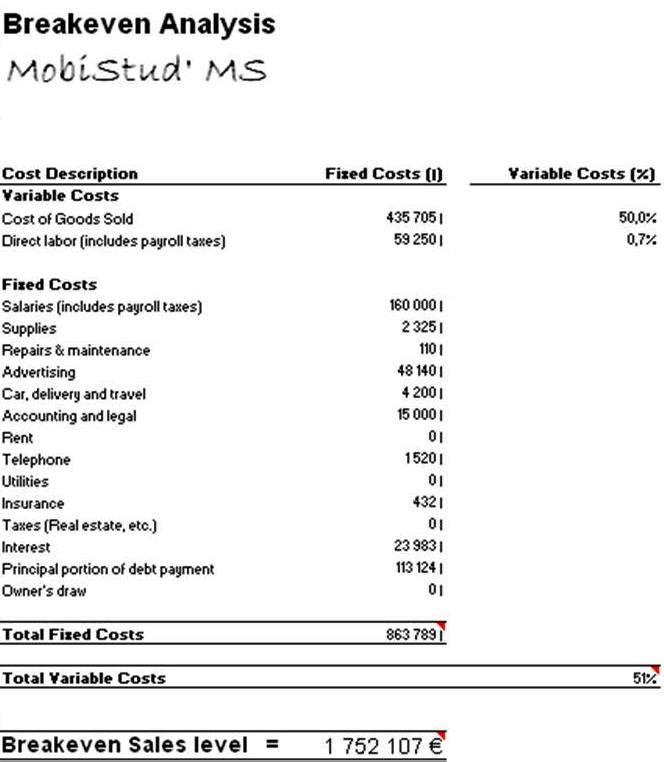 Breakeven Analysis
MobiStud' MS
Cost Description Fixed Costs (|) Variable Costs (%)
Variable Costs
Cost of Goods Sold 435 705 | 50,0%
Direct labor (includes payroll taxes) 59 250 | 0,7%
Fixed Costs
Salaries (includes payroll taxes) 160 000 |
Supplies 2 325 |
Repairs & maintenance 110 |
Advertising 48 140 |
Car, delivery and travel 4 200 |
Accounting and legal 15 000 |
Rent 0 |
Telephone 1 520 |
Utilities 0 |
Insurance 432 |
Taxes (Real estate, etc.) 0 |
Interest 23 983 |
Principal portion of debt payment 113 124 |
Owner's draw 0 |
Total Fixed Costs 863 789 |
Total Variable Costs 51%
Breakeven Sales level = 1 752 107 €